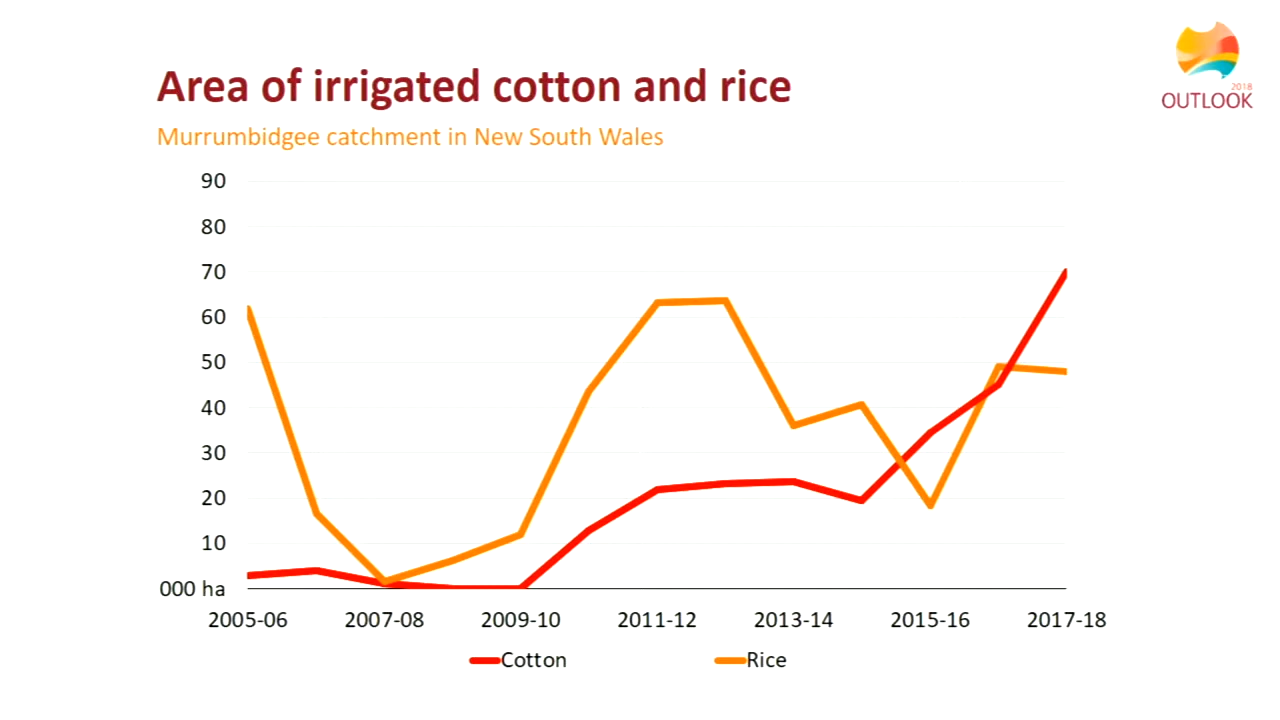 2018
OUTLOOK
Area of irrigated cotton and rice
Murrumbidgee catchment in New South Wales
90
80
70
60
50
40
30
20
10
000 ha
2005-06 2007-08 2009-10 2011-12 2013-14 2015-16 2017-18
Cotton Rice